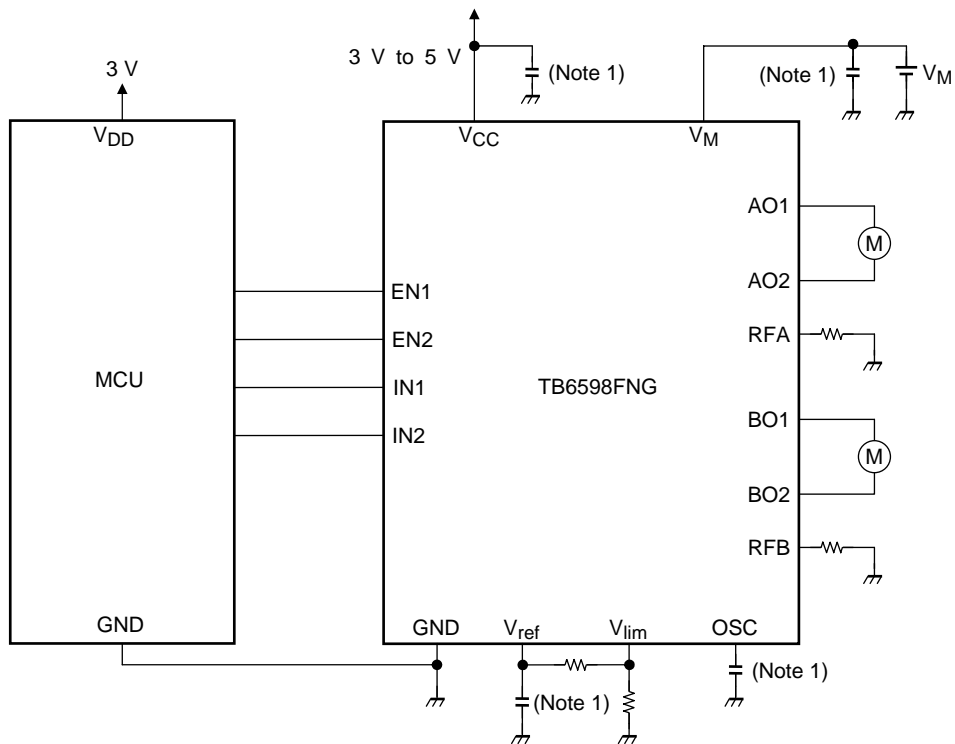 3 V to 5 V
(Note 1)
(Note 1)
VM
3 V
VDD
VCC
VM
AO1
M
AO2
EN1
EN2
RFA
MCU
IN1
TB6598FNG
IN2
BO1
M
BO2
RFB
GND
GND
Vref
Vlim
OSC
(Note 1)
(Note 1)